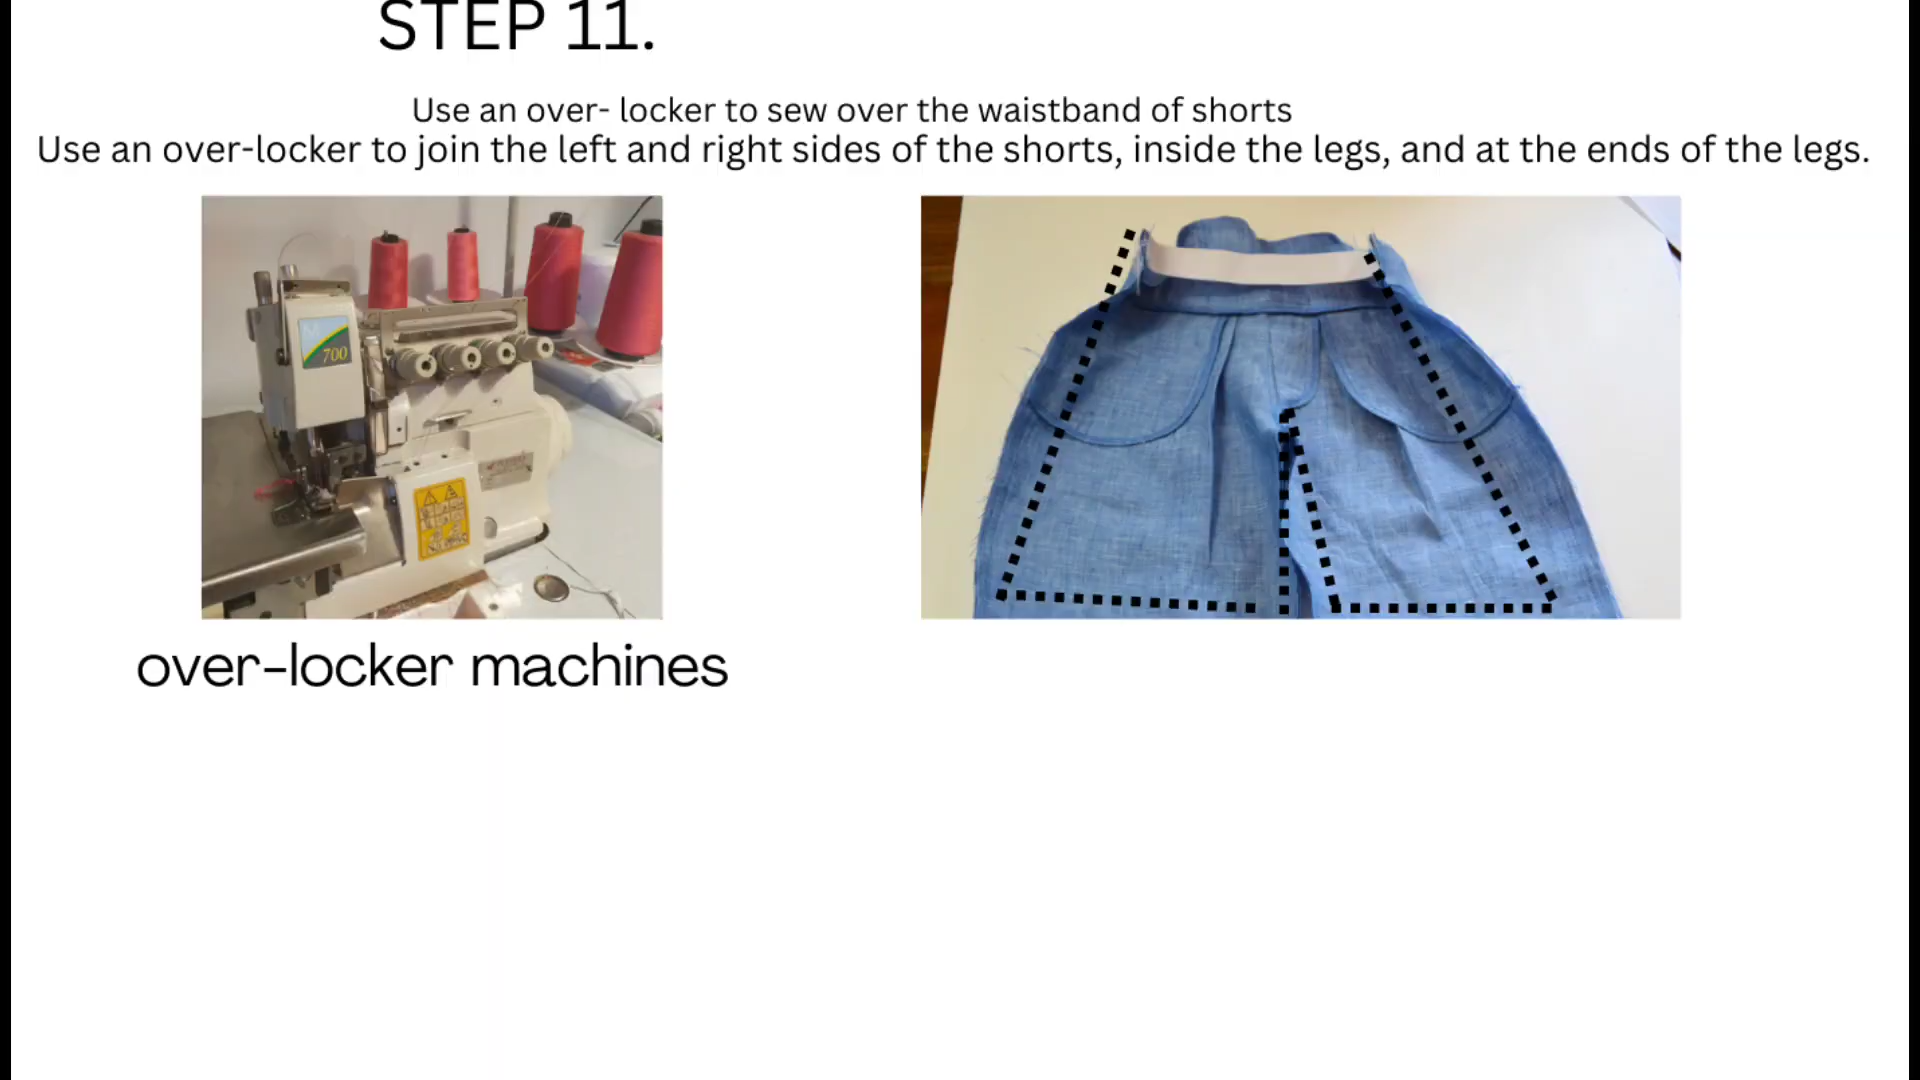 STEP 11.
Use an over- locker to sew over the waistband of shorts
Use an over-locker to join the left and right sides of the shorts, inside the legs, and at the ends of the legs.
700
over-locker machines